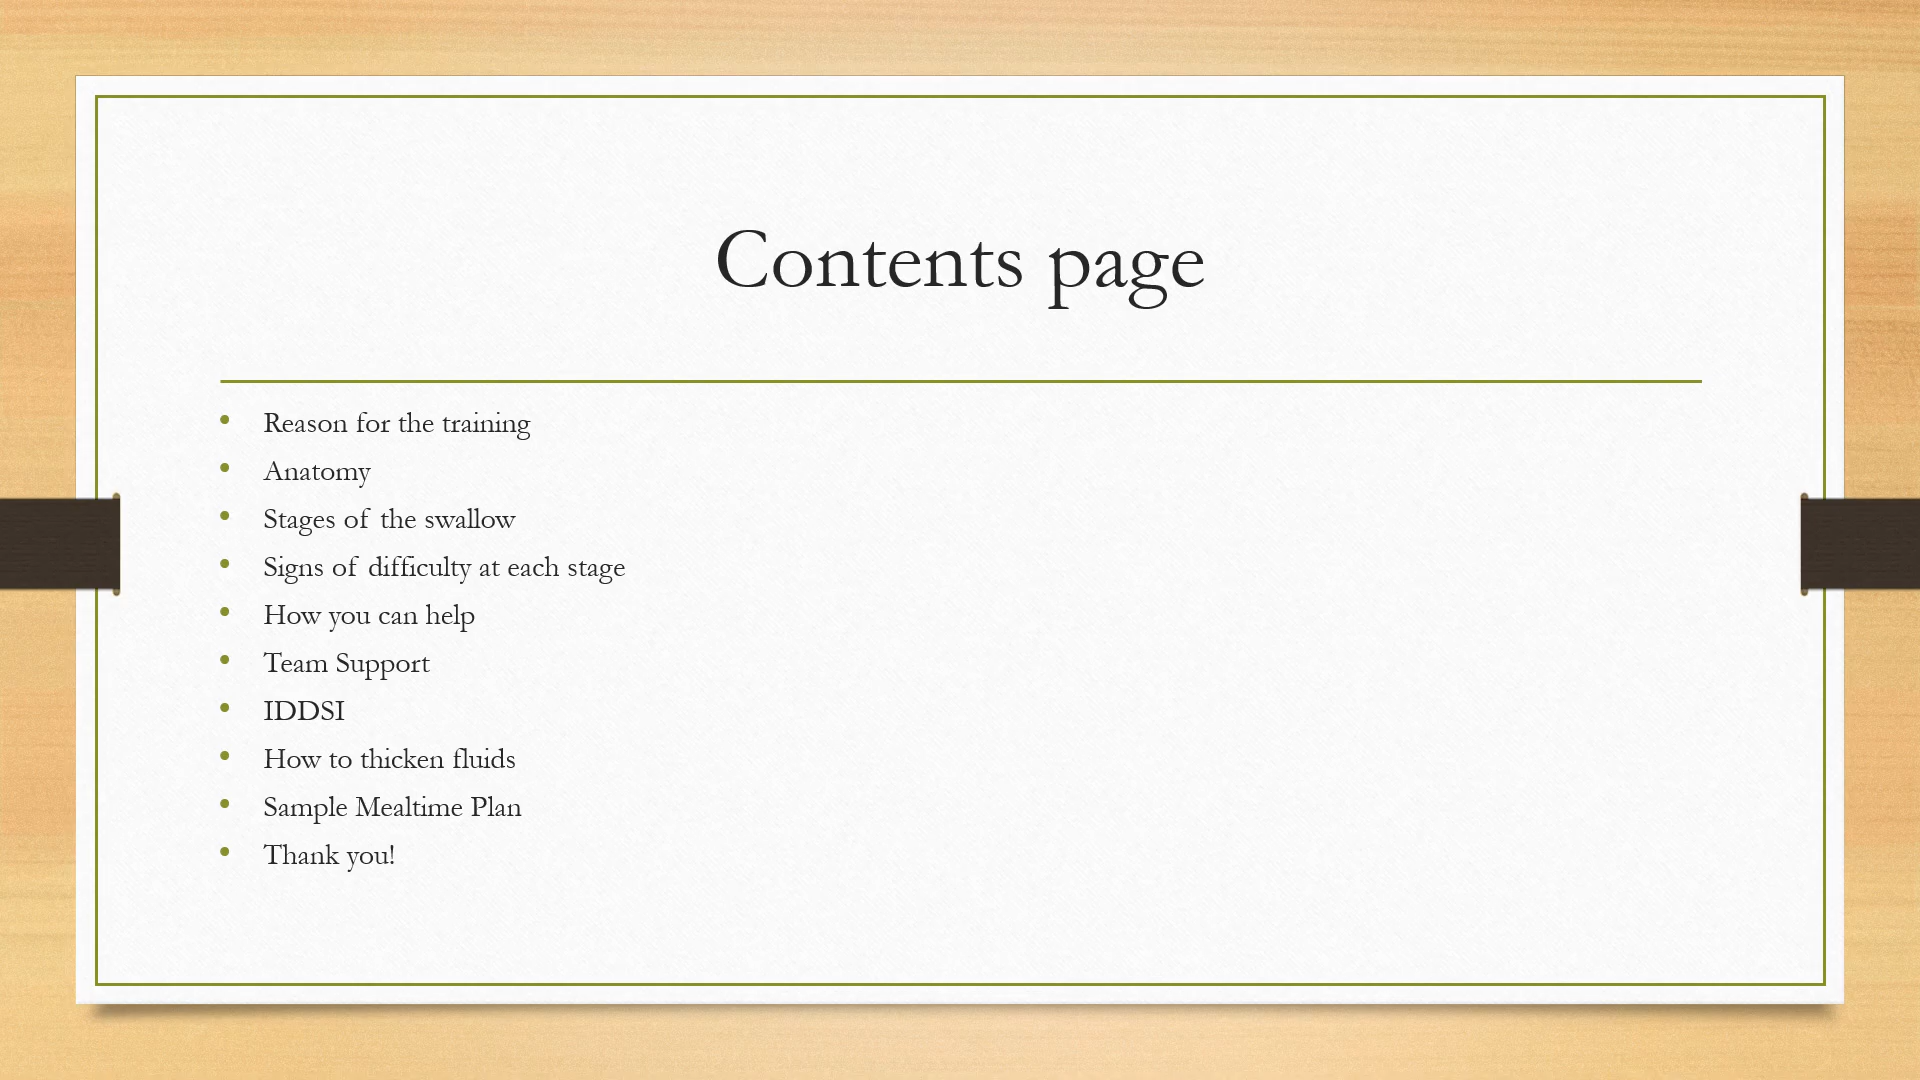 Contents page
• Reason for the training
• Anatomy
• Stages of the swallow
• Signs of difficulty at each stage
• How you can help
• Team Support
• IDDSI
• How to thicken fluids
• Sample Mealtime Plan
• Thank you!